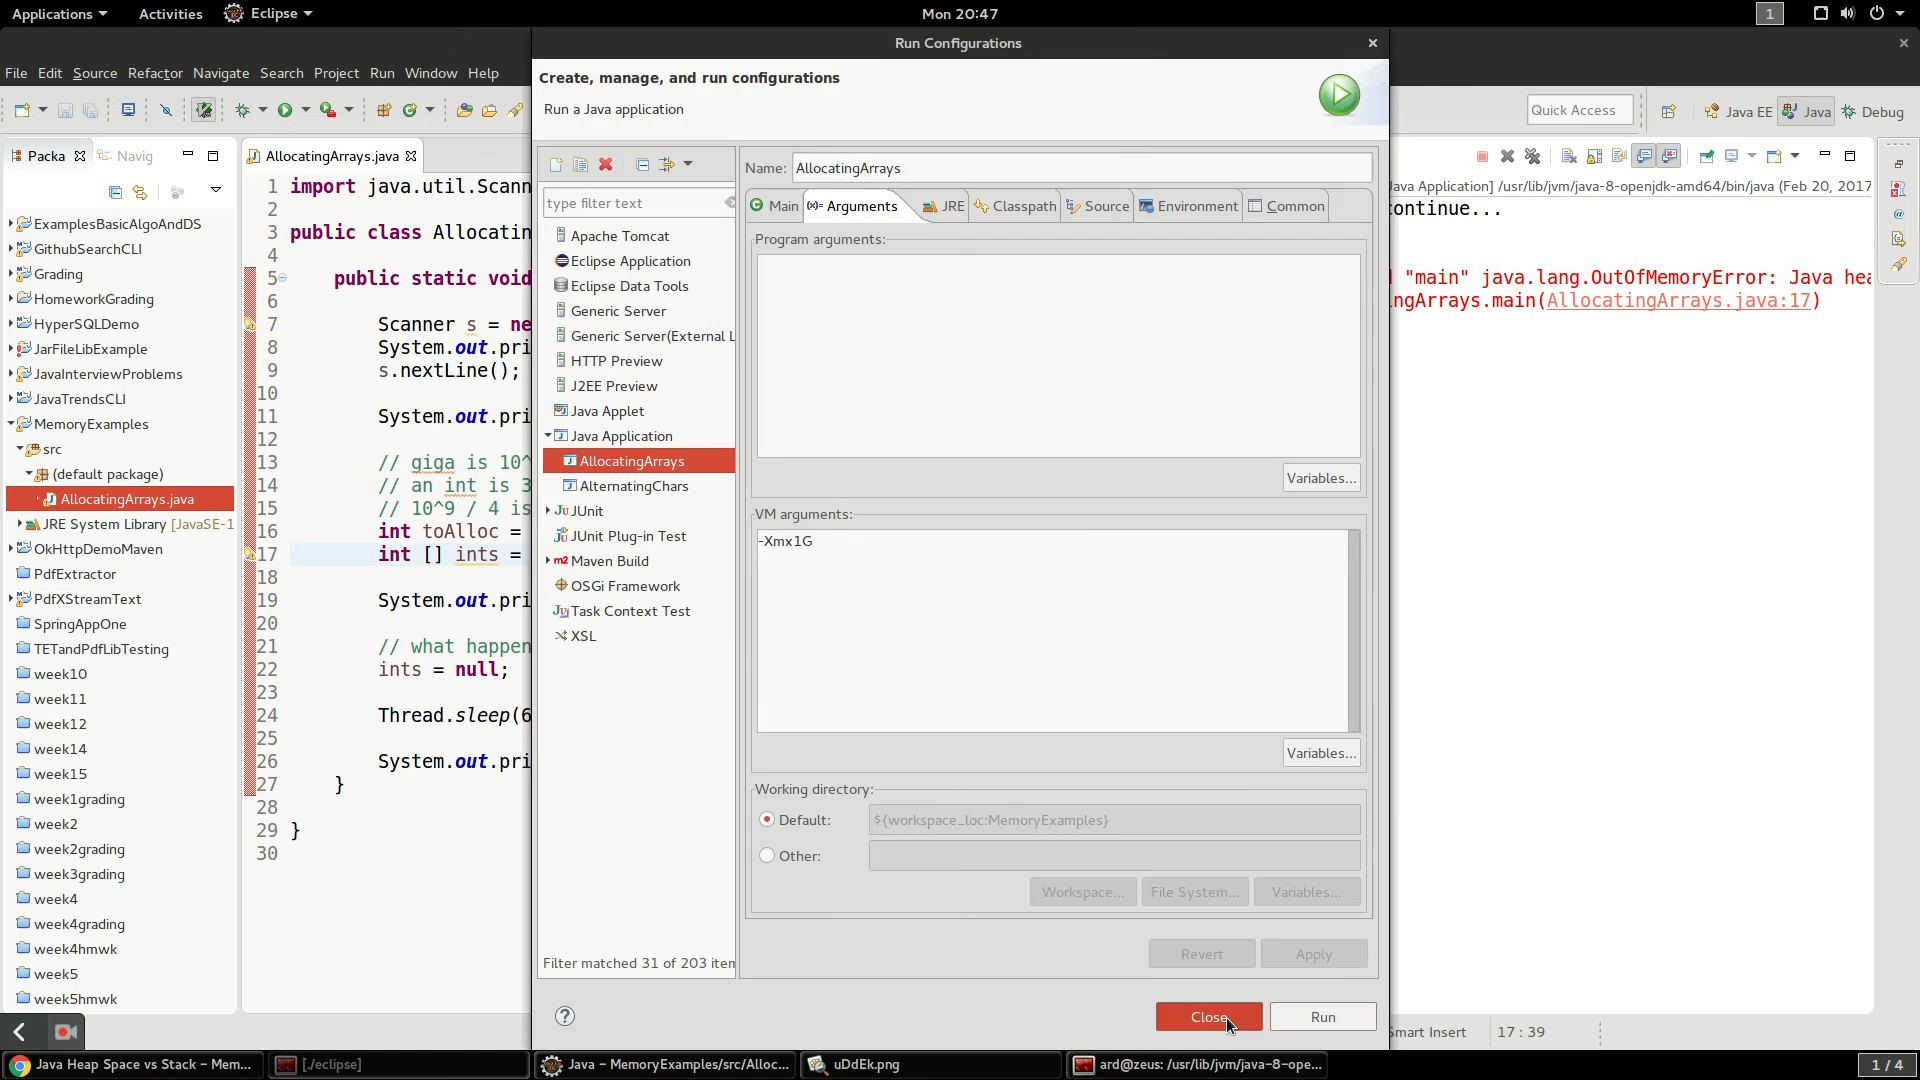 Applications
Activities
Eclipse
Mon 20:47
1
Run Configurations
File Edit Source Refactor Navigate Search Project Run Window Help
Create, manage, and run configurations
Run a Java application
Quick Access
Java EE
Java
Debug
Packa
Navig
ExamplesBasicAlgoAndDS
GithubSearchCLI
Grading
HomeworkGrading
HyperSQLDemo
JarFileLibExample
JavaInterviewProblems
JavaTrendsCLI
MemoryExamples
src
(default package)
AllocatingArrays.java
JRE System Library [JavaSE-1
OkHttpDemoMaven
PdfExtractor
PdfXStreamText
SpringAppOne
TETandPdfLibTesting
week10
week11
week12
week14
week15
week1grading
week2
week2grading
week3grading
week4
week4grading
week4hmwk
week5
week5hmwk
AllocatingArrays.java
1 import java.util.Scann
2
3 public class Allocatin
4
5 public static void
6
7 Scanner s = ne
8 System.out.pri
9 s.nextLine();
10
11 System.out.pri
12
13 // giga is 10^
14 // an int is 3
15 // 10^9 / 4 is
16 int toAlloc =
17 int [] ints =
18
19 System.out.pri
20
21 // what happen
22 ints = null;
23
24 Thread.sleep(6
25
26 System.out.pri
27 }
28
29 }
30
type filter text
Apache Tomcat
Eclipse Application
Eclipse Data Tools
Generic Server
Generic Server(External L
HTTP Preview
J2EE Preview
Java Applet
Java Application
AllocatingArrays
AlternatingChars
JUnit
JUnit Plug-in Test
Maven Build
OSGi Framework
Task Context Test
XSL
Filter matched 31 of 203 item
Name: AllocatingArrays
Main
Arguments
JRE
Classpath
Source
Environment
Common
Program arguments:
Variables...
VM arguments:
-Xmx1G
Variables...
Working directory:
Default: ${workspace_loc:MemoryExamples}
Other:
Workspace... File System... Variables...
Revert Apply
Close Run
Java Application] /usr/lib/jvm/java-8-openjdk-amd64/bin/java (Feb 20, 2017
ontinue...
"main" java.lang.OutOfMemoryError: Java hea
ngArrays.main(AllocatingArrays.java:17)
Smart Insert
17 : 39
Java Heap Space vs Stack – Mem...
[./eclipse]
Java – MemoryExamples/src/Alloc...
uDdEk.png
ard@zeus: /usr/lib/jvm/java-8-ope...
1 / 4